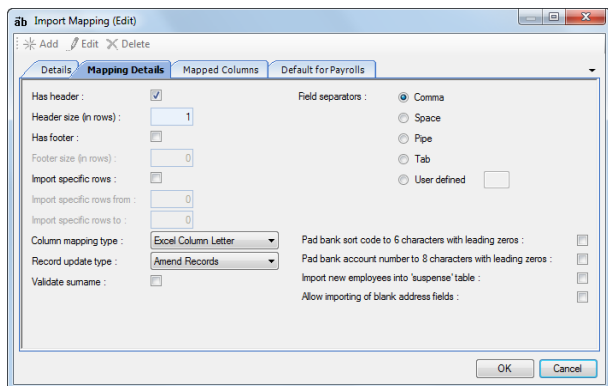 äb Import Mapping (Edit)
Add Edit Delete
Details Mapping Details Mapped Columns Default for Payrolls
Has header : Field separators : Comma
Header size (in rows) : 1 Space
Has footer : Pipe
Footer size (in rows) : 0 Tab
Import specific rows : User defined
Import specific rows from : 0
Import specific rows to : 0
Column mapping type : Excel Column Letter Pad bank sort code to 6 characters with leading zeros :
Record update type : Amend Records Pad bank account number to 8 characters with leading zeros :
Validate surname : Import new employees into 'suspense' table :
Allow importing of blank address fields :
OK Cancel